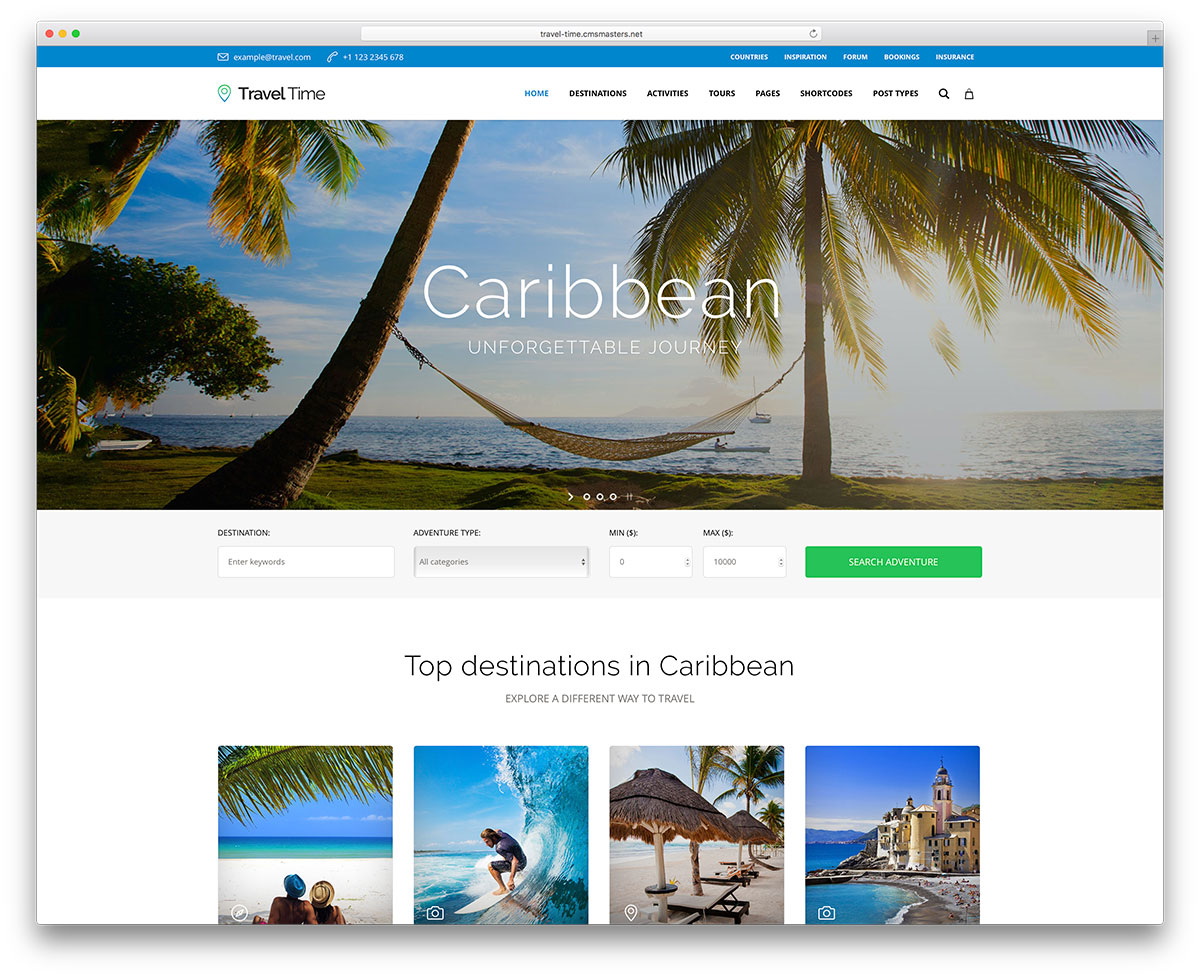 travel-time.cmsmasters.net
example@travel.com +1 123 2345 678 COUNTRIES INSPIRATION FORUM BOOKINGS INSURANCE
Travel Time HOME DESTINATIONS ACTIVITIES TOURS PAGES SHORTCODES POST TYPES
Caribbean
UNFORGETTABLE JOURNEY
DESTINATION: ADVENTURE TYPE: MIN ($): MAX ($):
Enter keywords All categories 0 10000 SEARCH ADVENTURE
Top destinations in Caribbean
EXPLORE A DIFFERENT WAY TO TRAVEL